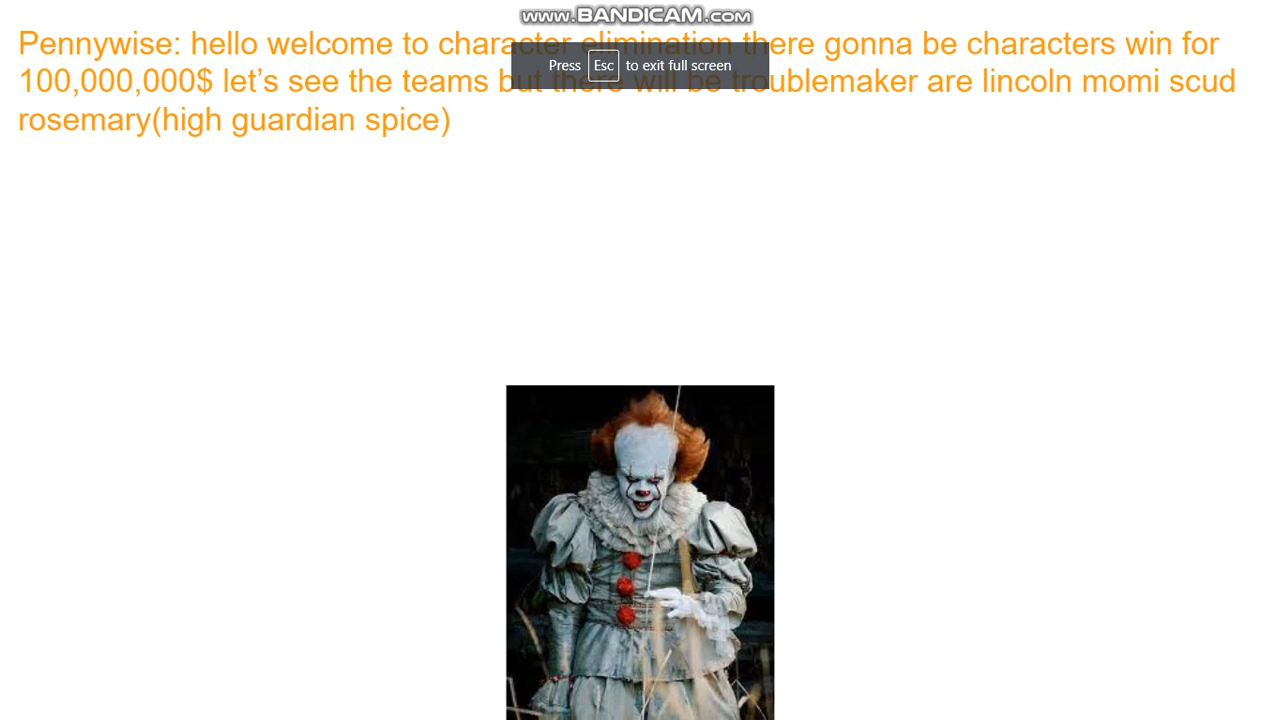 www.BANDICAM.com
Pennywise: hello welcome to character elimination there gonna be characters win for
Press Esc to exit full screen
100,000,000$ let’s see the teams but there will be troublemaker are lincoln momi scud
rosemary(high guardian spice)